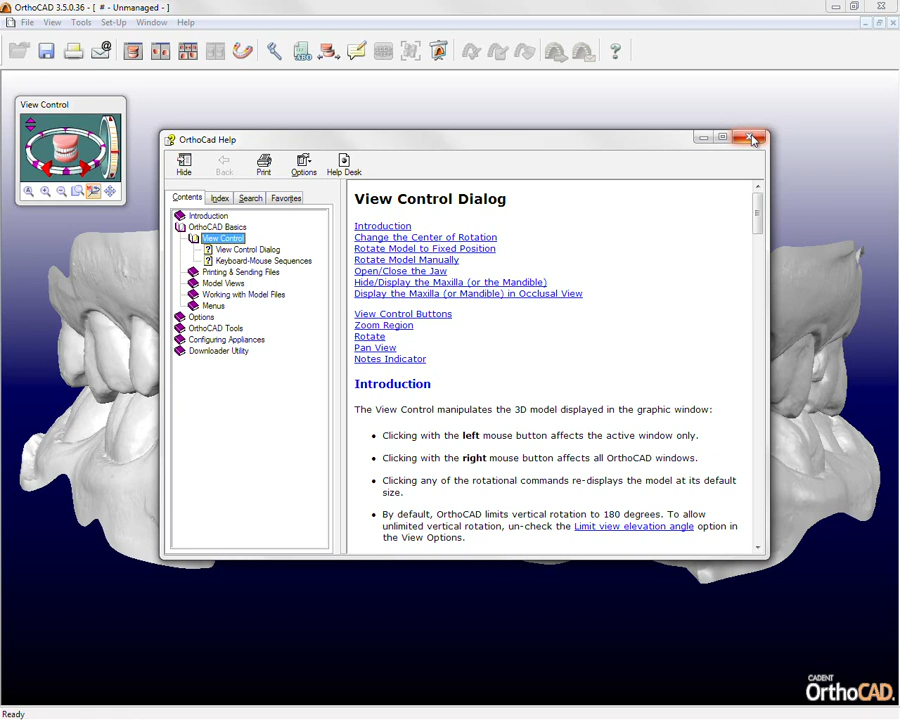 OrthoCAD 3.5.0.36 - [ # - Unmanaged - ]
File View Tools Set-Up Window Help
ABO
?
View Control
OrthoCad Help
Hide Back Print Options Help Desk
Contents Index Search Favorites
Introduction
OrthoCAD Basics
View Control
View Control Dialog
Keyboard-Mouse Sequences
Printing & Sending Files
Model Views
Working with Model Files
Menus
Options
OrthoCAD Tools
Configuring Appliances
Downloader Utility
View Control Dialog
Introduction
Change the Center of Rotation
Rotate Model to Fixed Position
Rotate Model Manually
Open/Close the Jaw
Hide/Display the Maxilla (or the Mandible)
Display the Maxilla (or Mandible) in Occlusal View
View Control Buttons
Zoom Region
Rotate
Pan View
Notes Indicator
Introduction
The View Control manipulates the 3D model displayed in the graphic window:
• Clicking with the left mouse button affects the active window only.
• Clicking with the right mouse button affects all OrthoCAD windows.
• Clicking any of the rotational commands re-displays the model at its default
size.
• By default, OrthoCAD limits vertical rotation to 180 degrees. To allow
unlimited vertical rotation, un-check the Limit view elevation angle option in
the View Options.
CADENT
OrthoCAD.
Ready